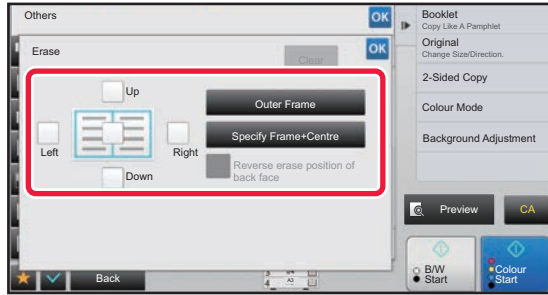 Others
OK
Erase
Clear
OK
Up
Left
Right
Down
Outer Frame
Specify Frame+Centre
Reverse erase position of
back face
Back
A3
4
Booklet
Copy Like A Pamphlet
Original
Change Size/Direction.
2-Sided Copy
Colour Mode
Background Adjustment
Preview
CA
B/W
Start
Colour
Start